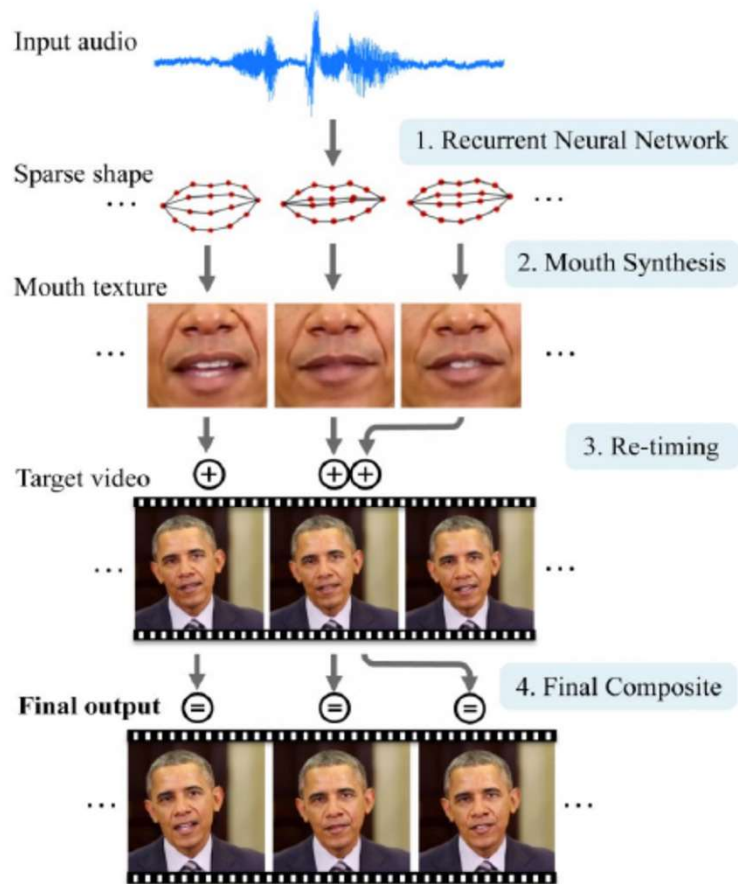 Input audio
1. Recurrent Neural Network
Sparse shape
...
...
2. Mouth Synthesis
Mouth texture
...
...
3. Re-timing
Target video
...
...
4. Final Composite
Final output
...
...